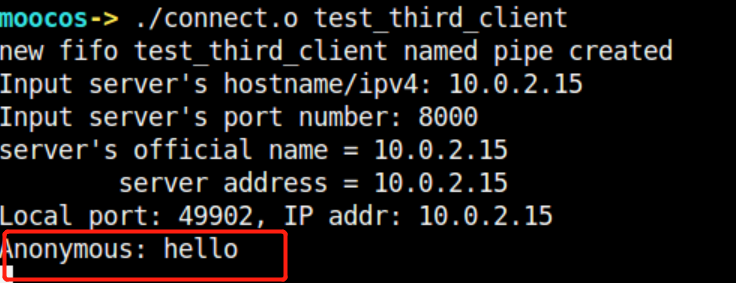 moocos-> ./connect.o test_third_client
new fifo test_third_client named pipe created
Input server's hostname/ipv4: 10.0.2.15
Input server's port number: 8000
server's official name = 10.0.2.15
server address = 10.0.2.15
Local port: 49902, IP addr: 10.0.2.15
Anonymous: hello